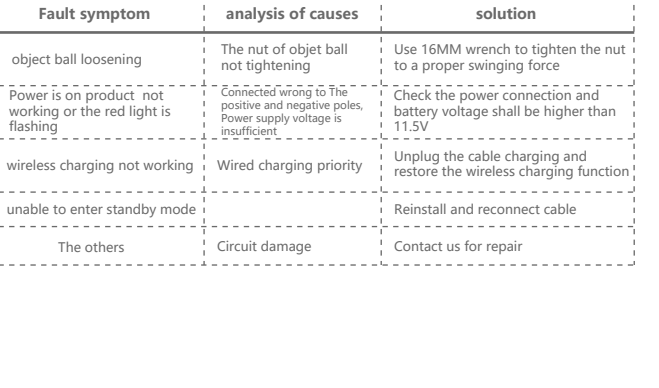 Fault symptom analysis of causes solution
object ball loosening
The nut of objet ball
not tightening
Use 16MM wrench to tighten the nut
to a proper swinging force
Power is on product not
working or the red light is
flashing
Connected wrong to The
positive and negative poles,
Power supply voltage is
insufficient
Check the power connection and
battery voltage shall be higher than
11.5V
wireless charging not working
Wired charging priority
Unplug the cable charging and
restore the wireless charging function
unable to enter standby mode
Reinstall and reconnect cable
The others
Circuit damage
Contact us for repair